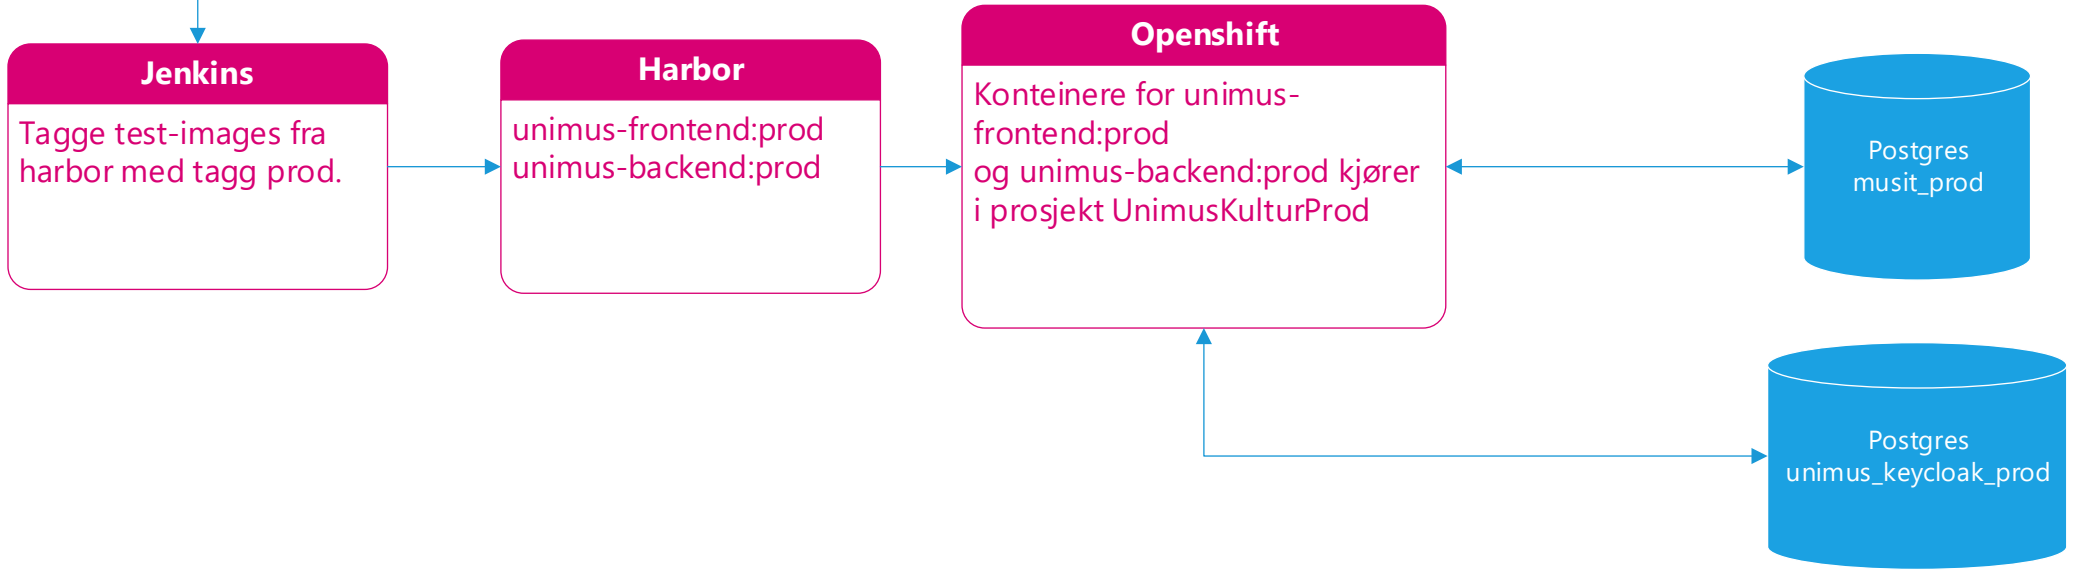 Jenkins
Tagge test-images fra
harbor med tagg prod.
Harbor
unimus-frontend:prod
unimus-backend:prod
Openshift
Konteinere for unimus-
frontend:prod
og unimus-backend:prod kjører
i prosjekt UnimusKulturProd
Postgres
musit_prod
Postgres
unimus_keycloak_prod